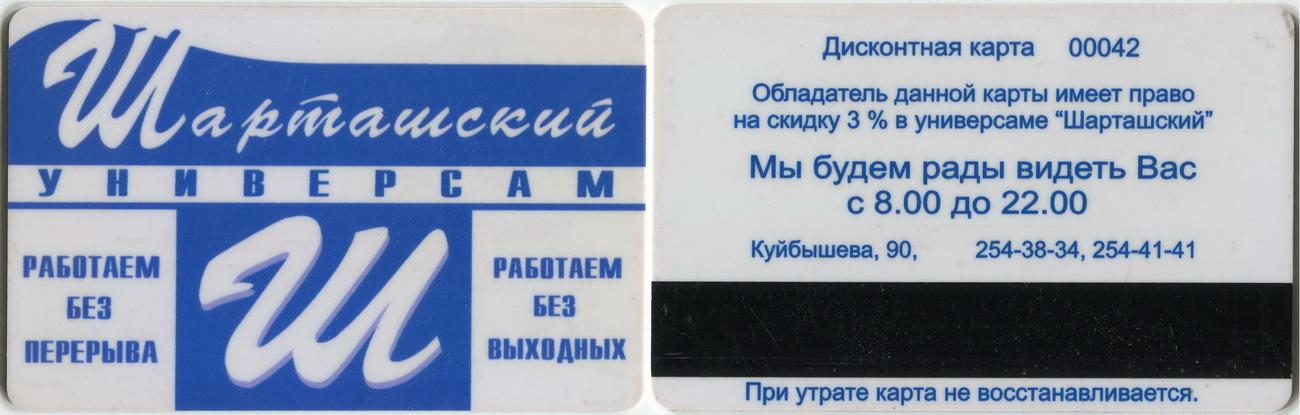 Шарташский
УНИВЕРСАМ
РАБОТАЕМ
БЕЗ
ПЕРЕРЫВА
Ш
РАБОТАЕМ
БЕЗ
ВЫХОДНЫХ
Дисконтная карта 00042
Обладатель данной карты имеет право
на скидку 3 % в универсаме “Шарташский”
Мы будем рады видеть Вас
с 8.00 до 22.00
Куйбышева, 90, 254-38-34, 254-41-41
При утрате карта не восстанавливается.